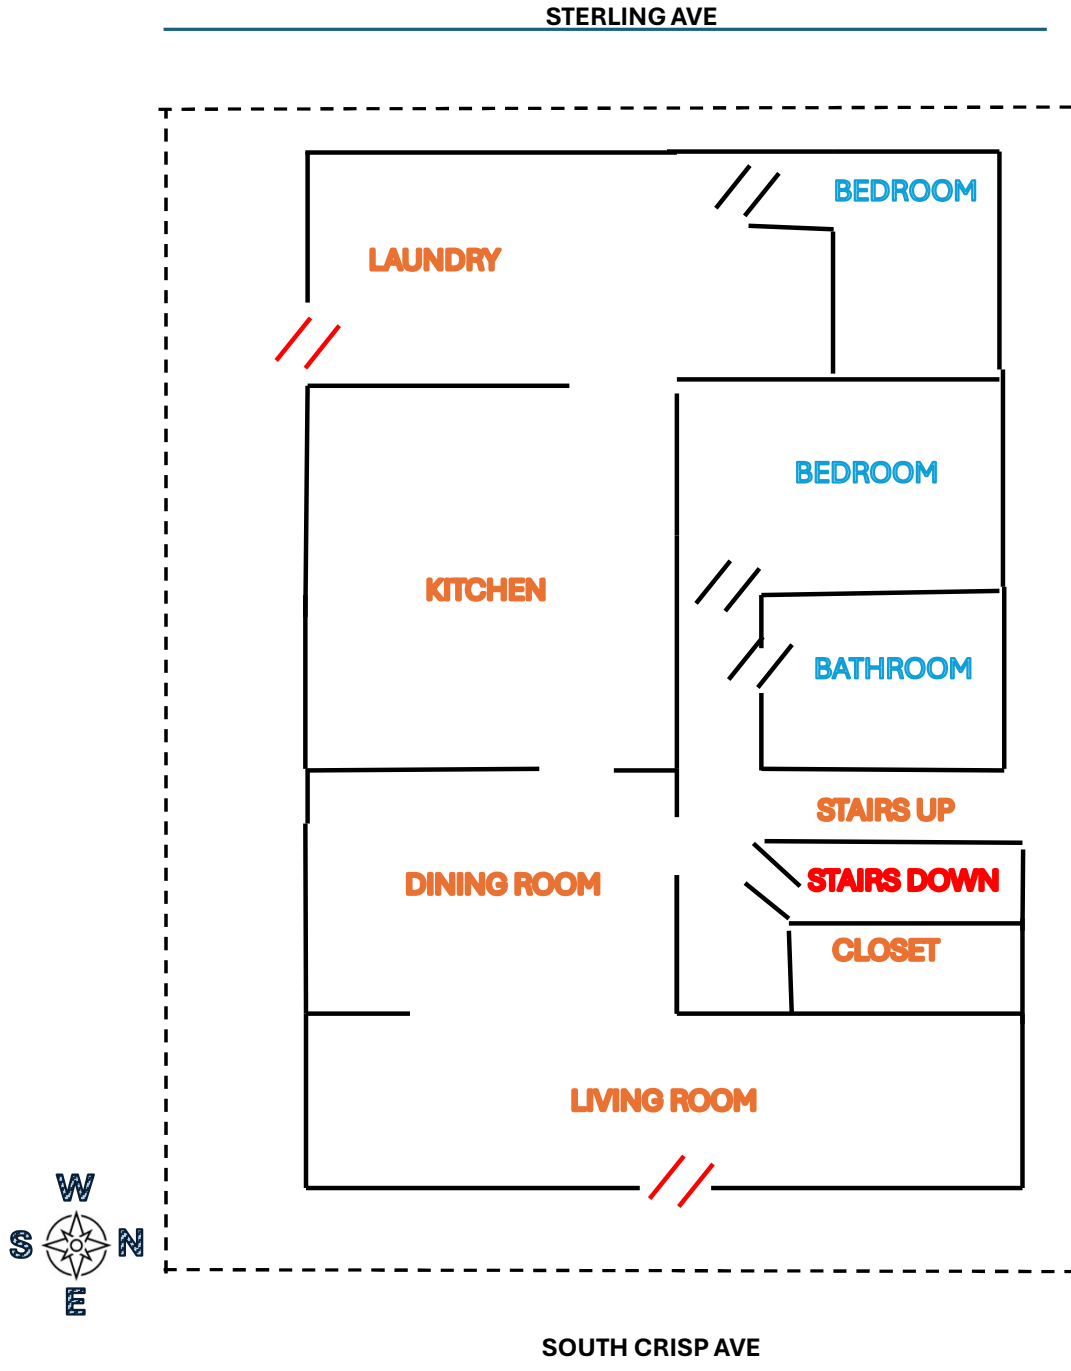 STERLING AVE
BEDROOM
LAUNDRY
BEDROOM
KITCHEN
BATHROOM
STAIRS UP
STAIRS DOWN
DINING ROOM
CLOSET
LIVING ROOM
W
S N
E
SOUTH CRISP AVE